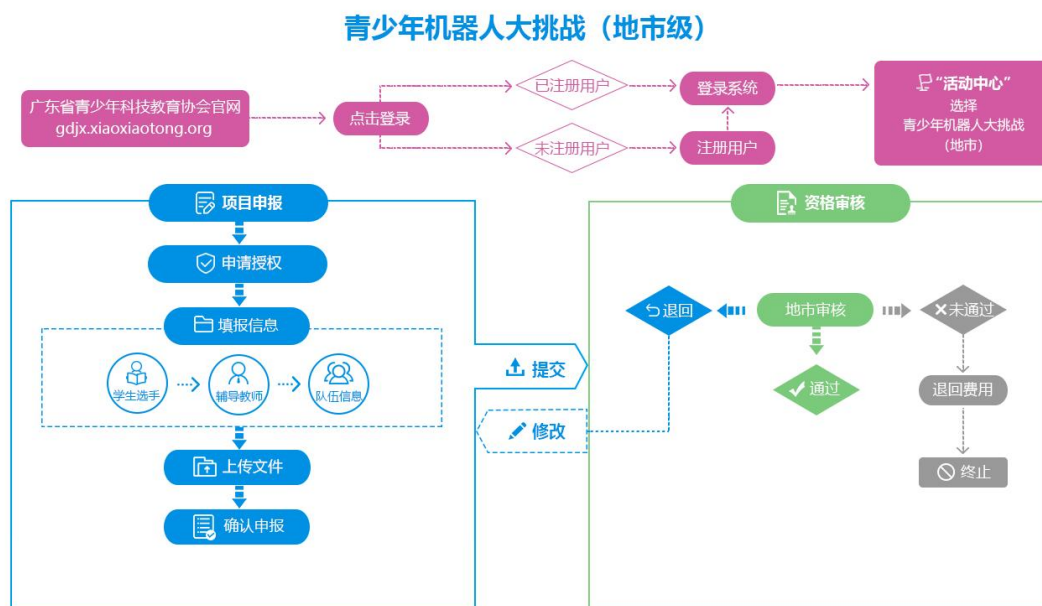 青少年机器人大挑战（地市级）
广东省青少年科技教育协会官网
gdjx.xiaoxiaotong.org
点击登录
已注册用户
未注册用户
登录系统
注册用户
“活动中心”
选择
青少年机器人大挑战
(地市)
项目申报
申请授权
填报信息
学生选手
辅导教师
队伍信息
上传文件
确认申报
提交
修改
资格审核
退回
地市审核
未通过
通过
退回费用
终止